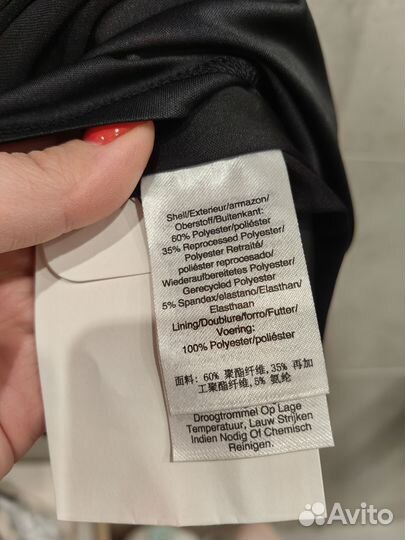 Shell/Exterieur/armazon/
Oberstoff/Buitenkant:
60% Polyester/poliéster
35% Reprocessed Polyester/
Polyester Retraité/
poliéster reprocesado/
Wiederaufbereitetes Polyester/
Gerecycled Polyester
5% Spandex/elastano/Elasthan/
Elasthaan
Lining/Doublure/forro/Futter/
Voering:
100% Polyester/poliéster
面料: 60% 聚酯纤维,35% 再加
工聚酯纤维,5% 氨纶
Droogtrommel Op Lage
Temperatuur, Lauw Strijken
Indien Nodig Of Chemisch
Reinigen.
Avito